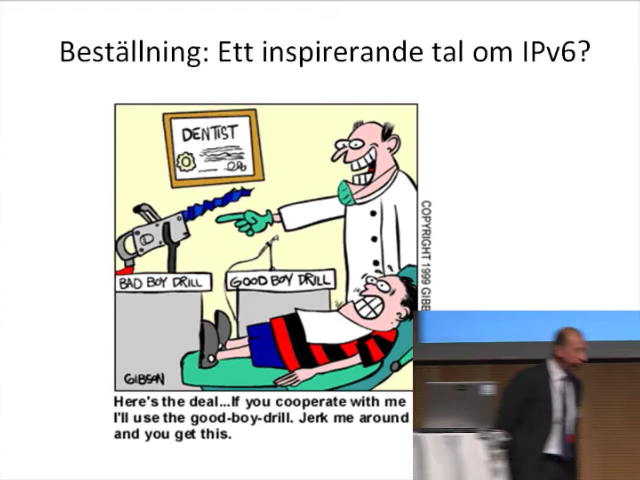 Beställning: Ett inspirerande tal om IPv6?
DENTIST
BAD BOY DRILL
GOOD BOY DRILL
COPYRIGHT 1999 GIBB
GIBSON
Here's the deal...If you cooperate with me
I'll use the good-boy-drill. Jerk me around
and you get this.